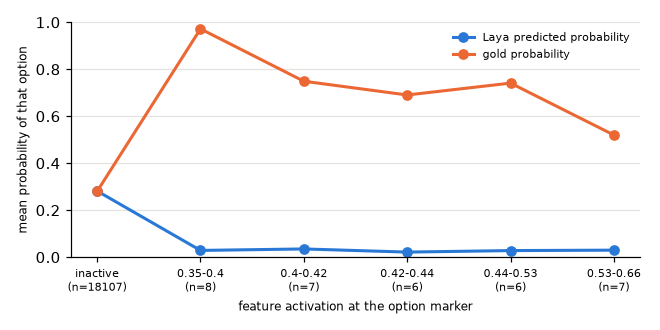 Laya predicted probability
gold probability
mean probability of that option
1.0
0.8
0.6
0.4
0.2
0.0
inactive 0.35-0.4 0.4-0.42 0.42-0.44 0.44-0.53 0.53-0.66
(n=18107) (n=8) (n=7) (n=6) (n=6) (n=7)
feature activation at the option marker